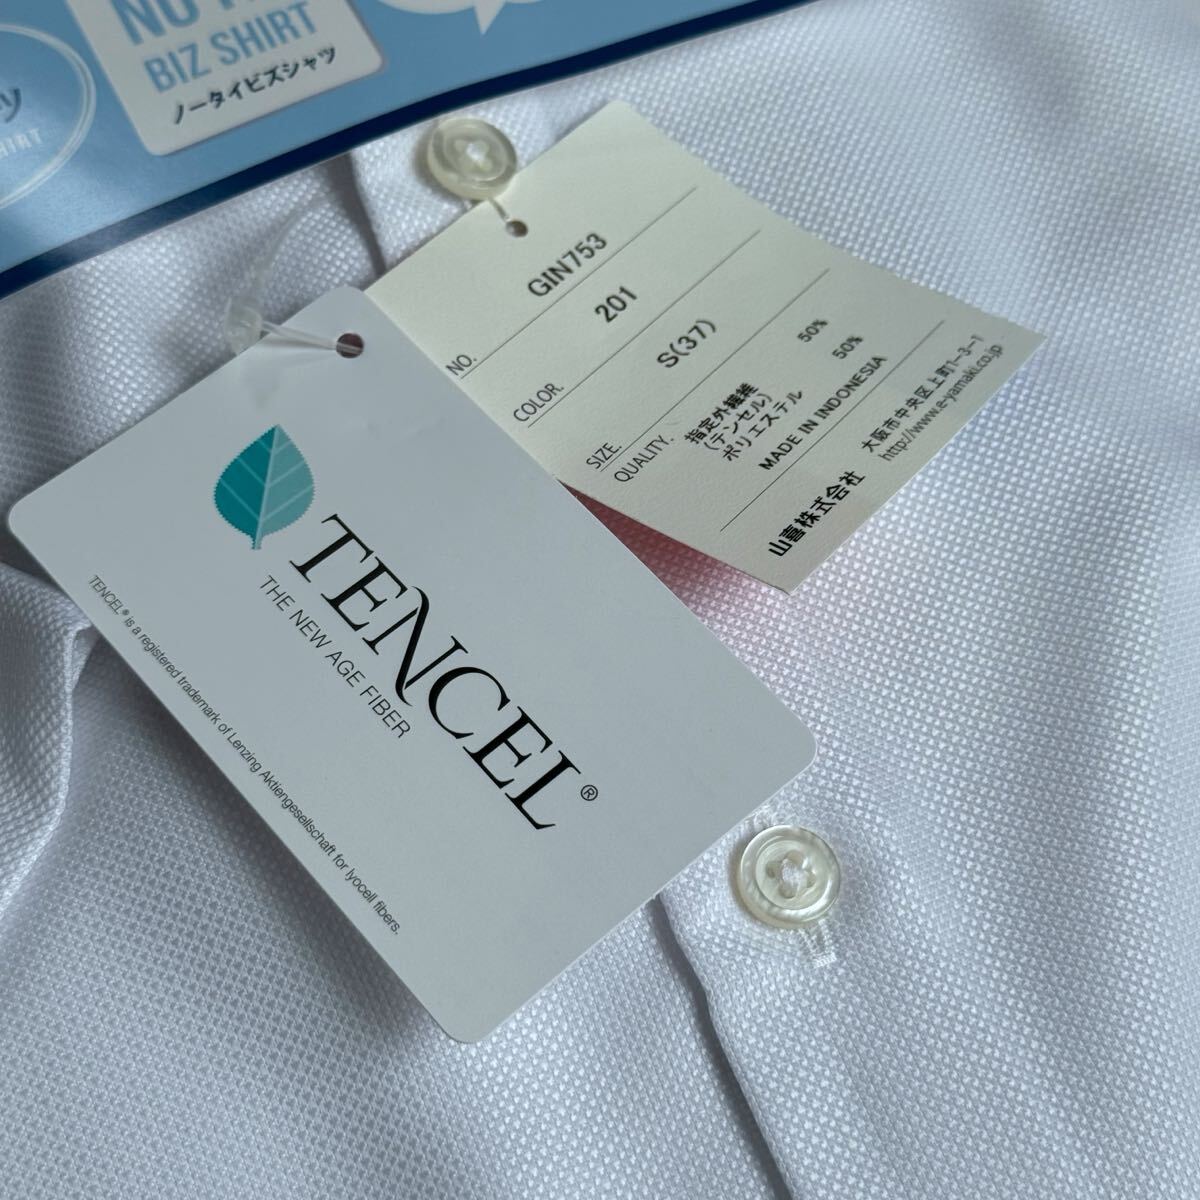 BIZ SHIRT
ノータイビズシャツ
NO. GIN753
COLOR. 201
SIZE. S(37)
QUALITY. 指定外繊維 50%
(テンセル)
ポリエステル 50%
MADE IN INDONESIA
山喜株式会社 大阪市中央区上町1-3-1
http://www.e-yamaki.co.jp
TENCEL®
THE NEW AGE FIBER
TENCEL® is a registered trademark of Lenzing Aktiengesellschaft for lyocell fibers.